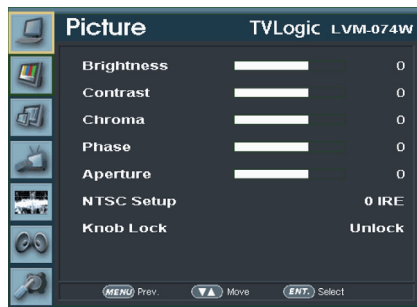 Picture TVLogic LVM-074W
Brightness 0
Contrast 0
Chroma 0
Phase 0
Aperture 0
NTSC Setup 0 IRE
Knob Lock Unlock
MENU Prev. ▼▲ Move ENT. Select